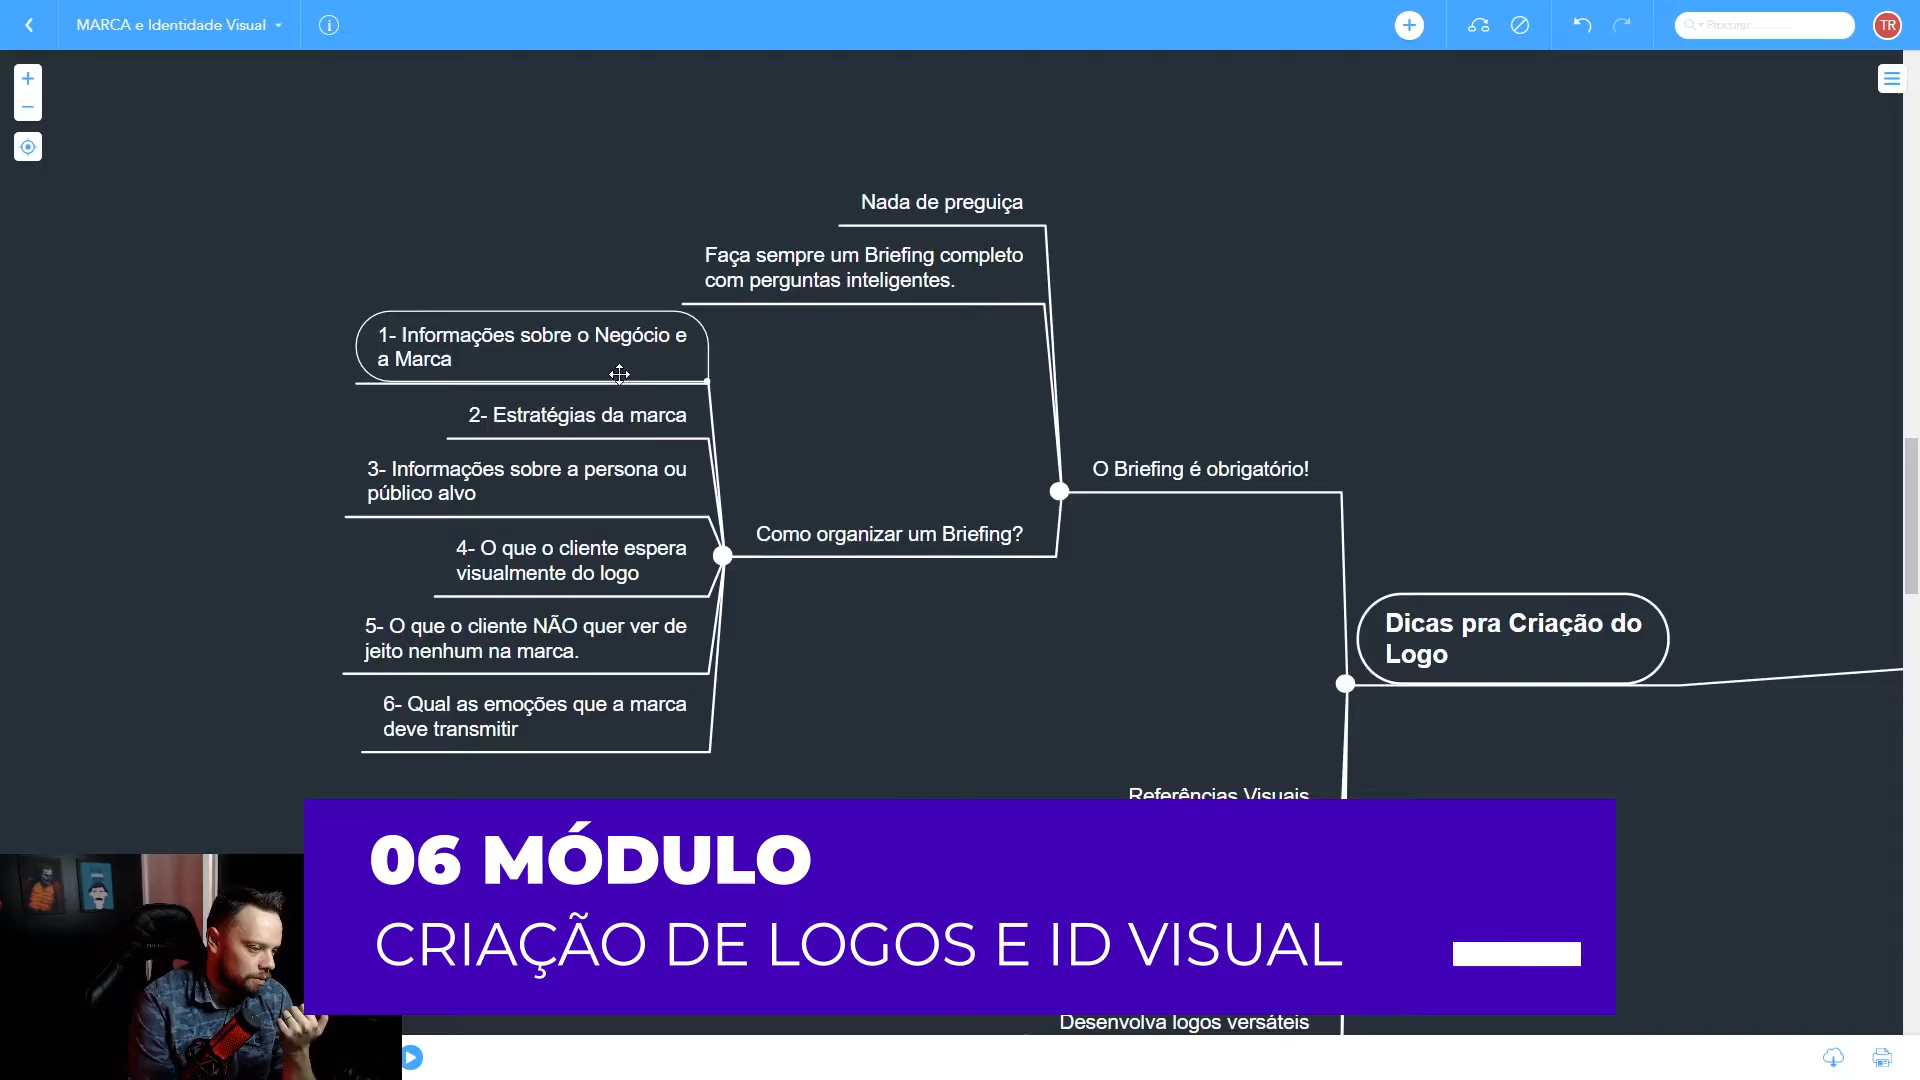 MARCA e Identidade Visual
Procurar...
TR
Nada de preguiça
Faça sempre um Briefing completo
com perguntas inteligentes.
1- Informações sobre o Negócio e
a Marca
2- Estratégias da marca
3- Informações sobre a persona ou
público alvo
4- O que o cliente espera
visualmente do logo
5- O que o cliente NÃO quer ver de
jeito nenhum na marca.
6- Qual as emoções que a marca
deve transmitir
Como organizar um Briefing?
O Briefing é obrigatório!
Dicas pra Criação do
Logo
Referências Visuais
06 MÓDULO
CRIAÇÃO DE LOGOS E ID VISUAL
Desenvolva logos versáteis